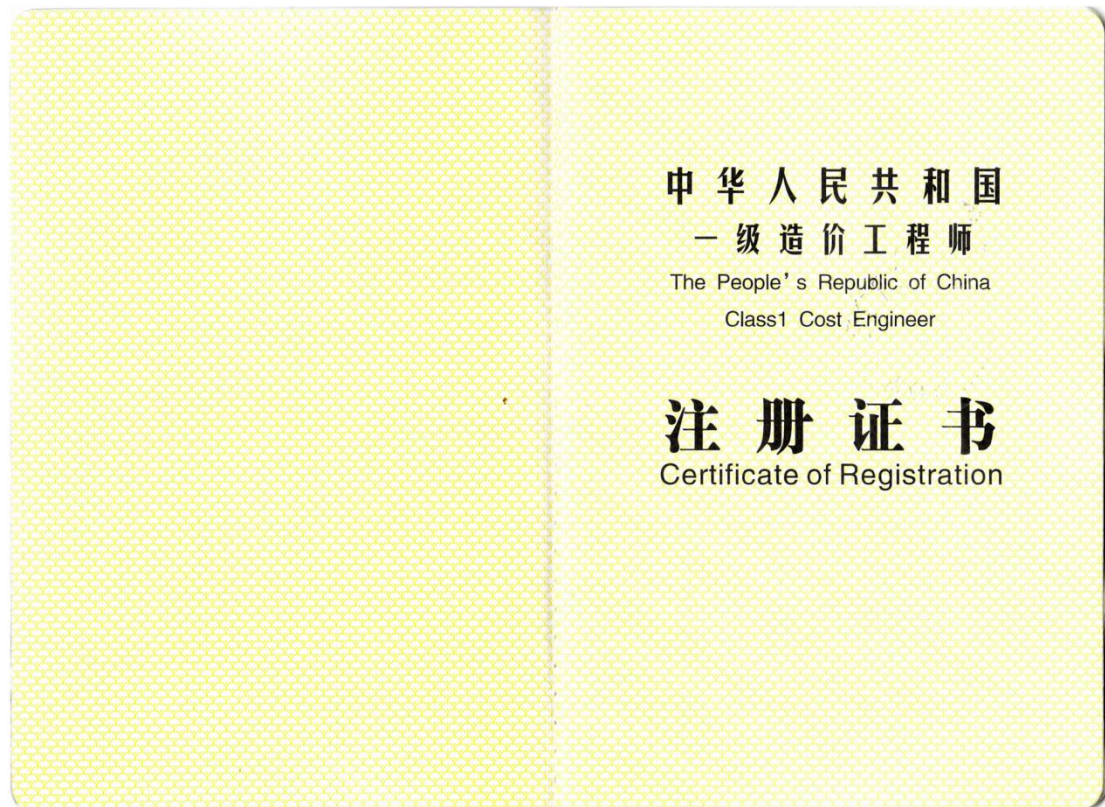 中华人民共和国
一级造价工程师
The People's Republic of China
Class1 Cost Engineer
注册证书
Certificate of Registration